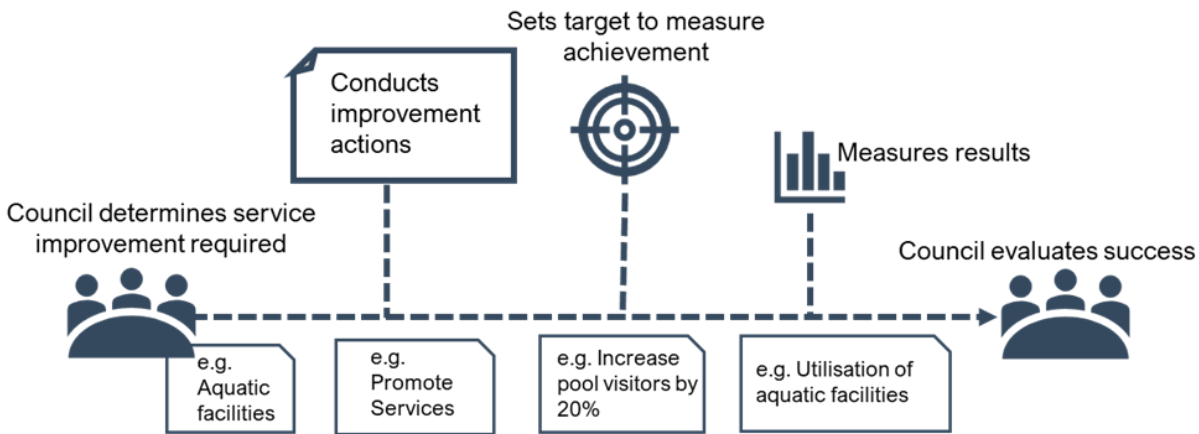 Sets target to measure
achievement
Conducts
improvement
actions
Measures results
Council determines service
improvement required
Council evaluates success
e.g.
Aquatic
facilities
e.g.
Promote
Services
e.g. Increase
pool visitors by
20%
e.g. Utilisation of
aquatic facilities